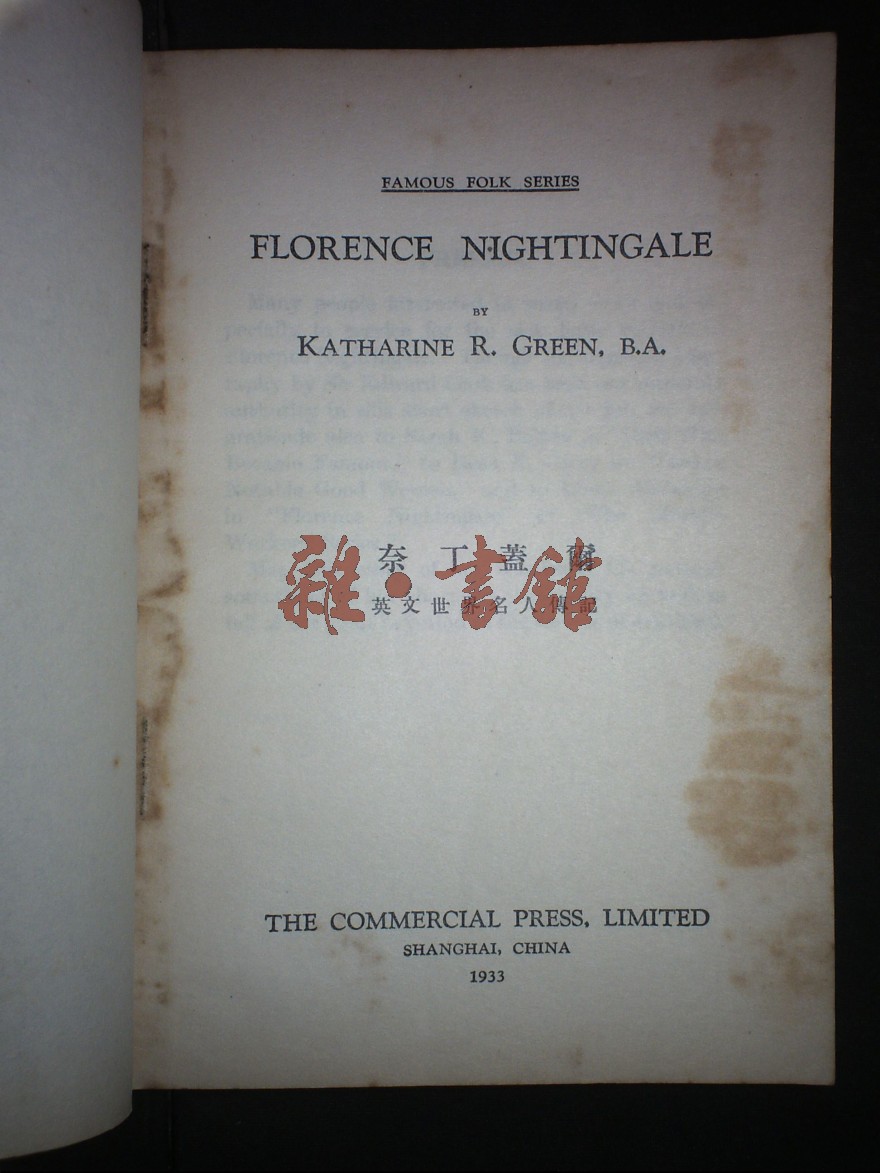 FAMOUS FOLK SERIES
FLORENCE NIGHTINGALE
BY
KATHARINE R. GREEN, B.A.
奈丁蓋爾
英文世界名人傳記
雜·書館
THE COMMERCIAL PRESS, LIMITED
SHANGHAI, CHINA
1933